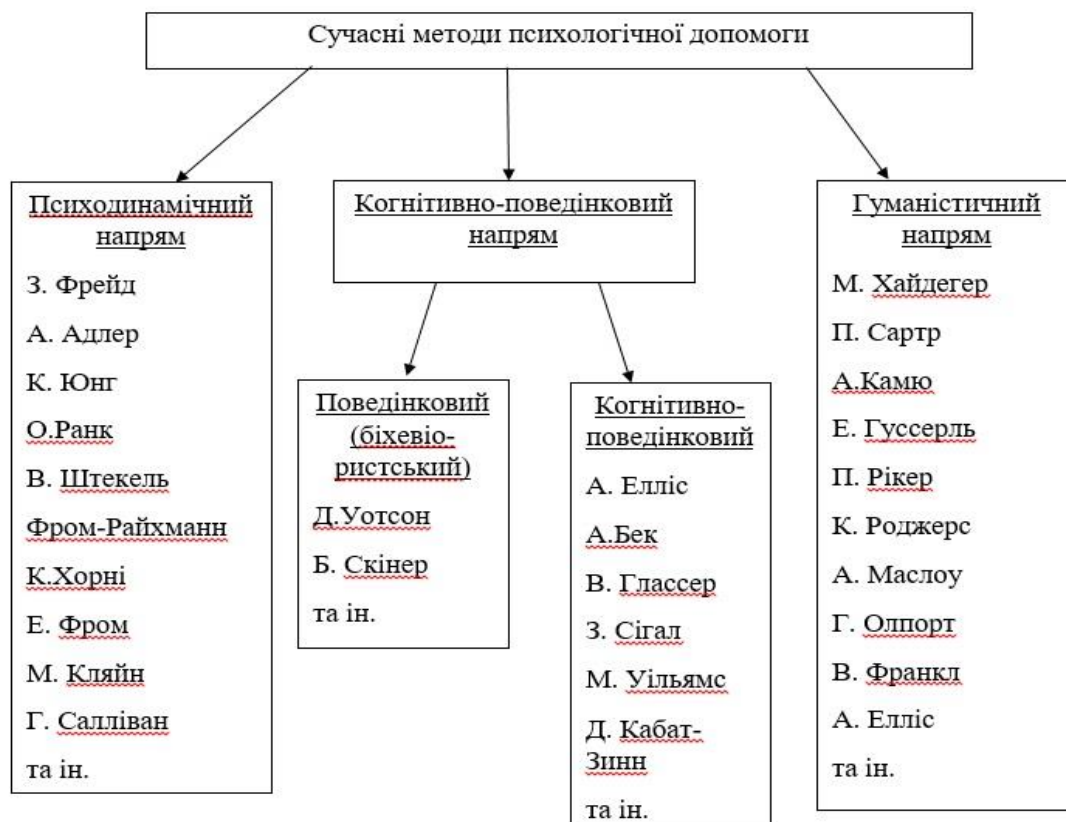 Сучасні методи психологічної допомоги
Психодинамічний
напрям
З. Фрейд
А. Адлер
К. Юнг
О.Ранк
В. Штекель
Фром-Райхманн
К.Хорні
Е. Фром
М. Кляйн
Г. Салліван
та ін.
Когнітивно-поведінковий
напрям
Поведінковий
(біхевіо-
ристський)
Д.Уотсон
Б. Скінер
та ін.
Когнітивно-
поведінковий
А. Елліс
А.Бек
В. Глассер
З. Сігал
М. Уільямс
Д. Кабат-
Зинн
та ін.
Гуманістичний
напрям
М. Хайдегер
П. Сартр
А.Камю
Е. Гуссерль
П. Рікер
К. Роджерс
А. Маслоу
Г. Олпорт
В. Франкл
А. Елліс
та ін.